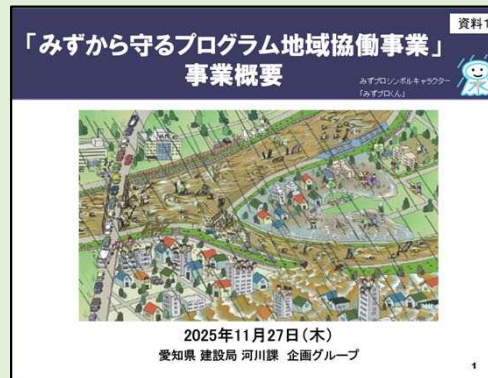 資料1
「みずから守るプログラム地域協働事業」
事業概要
みずプロシンボルキャラクター
「みずプロくん」
2025年11月27日(木)
愛知県 建設局 河川課 企画グループ
1